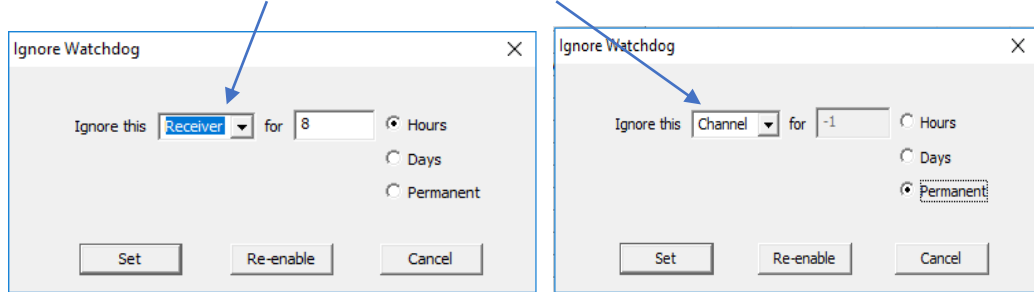 Ignore Watchdog
Ignore this Receiver for 8
Hours
Days
Permanent
Set Re-enable Cancel
Ignore Watchdog
Ignore this Channel for -1
Hours
Days
Permanent
Set Re-enable Cancel